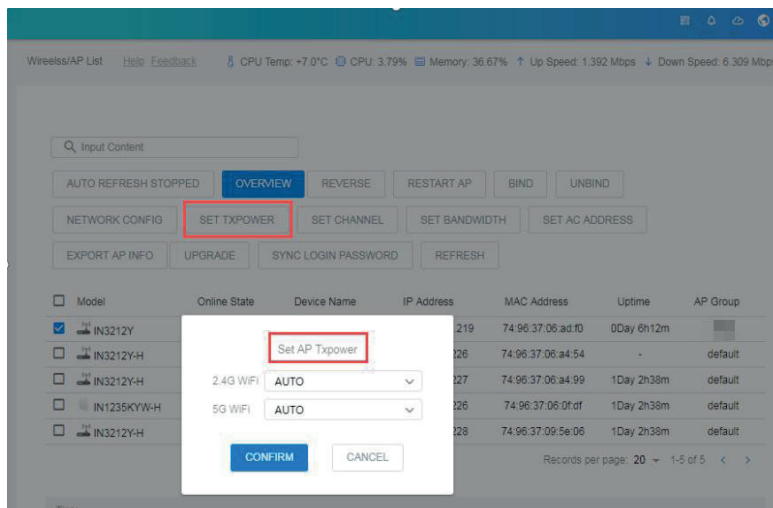 Wireelss/AP List Help Feedback CPU Temp: +7.0°C CPU: 3.79% Memory: 36.67% ↑ Up Speed: 1.392 Mbps ↓ Down Speed: 6.309 Mbps
Input Content
AUTO REFRESH STOPPED OVERVIEW REVERSE RESTART AP BIND UNBIND
NETWORK CONFIG SET TXPOWER SET CHANNEL SET BANDWIDTH SET AC ADDRESS
EXPORT AP INFO UPGRADE SYNC LOGIN PASSWORD REFRESH
Model Online State Device Name IP Address MAC Address Uptime AP Group
IN3212Y .219 74:96:37:06:ad:f0 0Day 6h12m
Set AP Txpower
IN3212Y-H 226 74:96:37:06:a4:54 - default
2.4G WiFi AUTO
IN3212Y-H 227 74:96:37:06:a4:99 1Day 2h38m default
5G WiFi AUTO
IN1235KYW-H 226 74:96:37:06:0f:df 1Day 2h38m default
IN3212Y-H 228 74:96:37:09:5e:06 1Day 2h38m default
CONFIRM CANCEL
Records per page: 20 1-5 of 5 < >